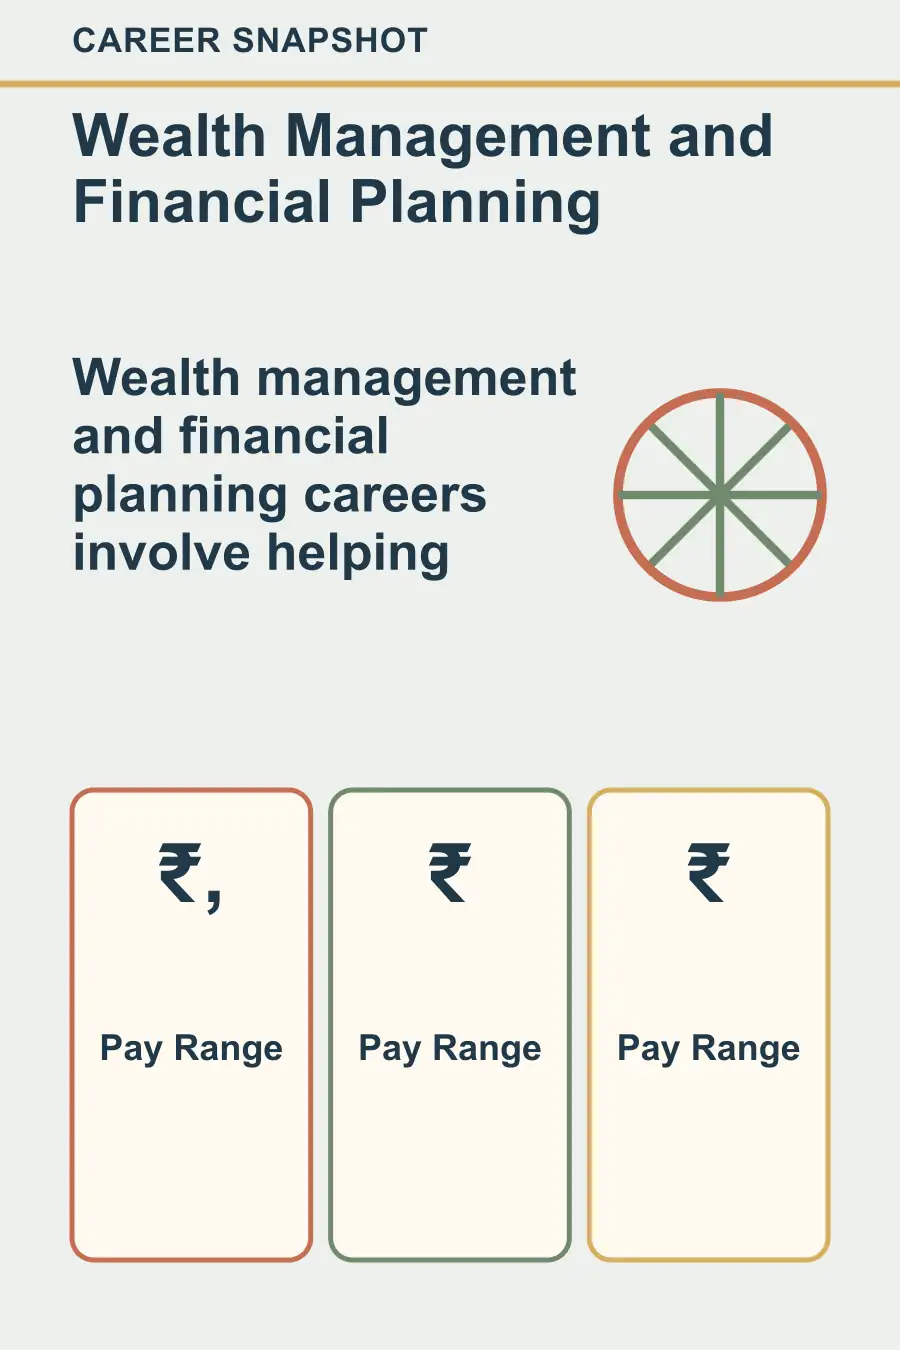 CAREER SNAPSHOT
Wealth Management and
Financial Planning
Wealth management
and financial
planning careers
involve helping
₹,
Pay Range
₹
Pay Range
₹
Pay Range